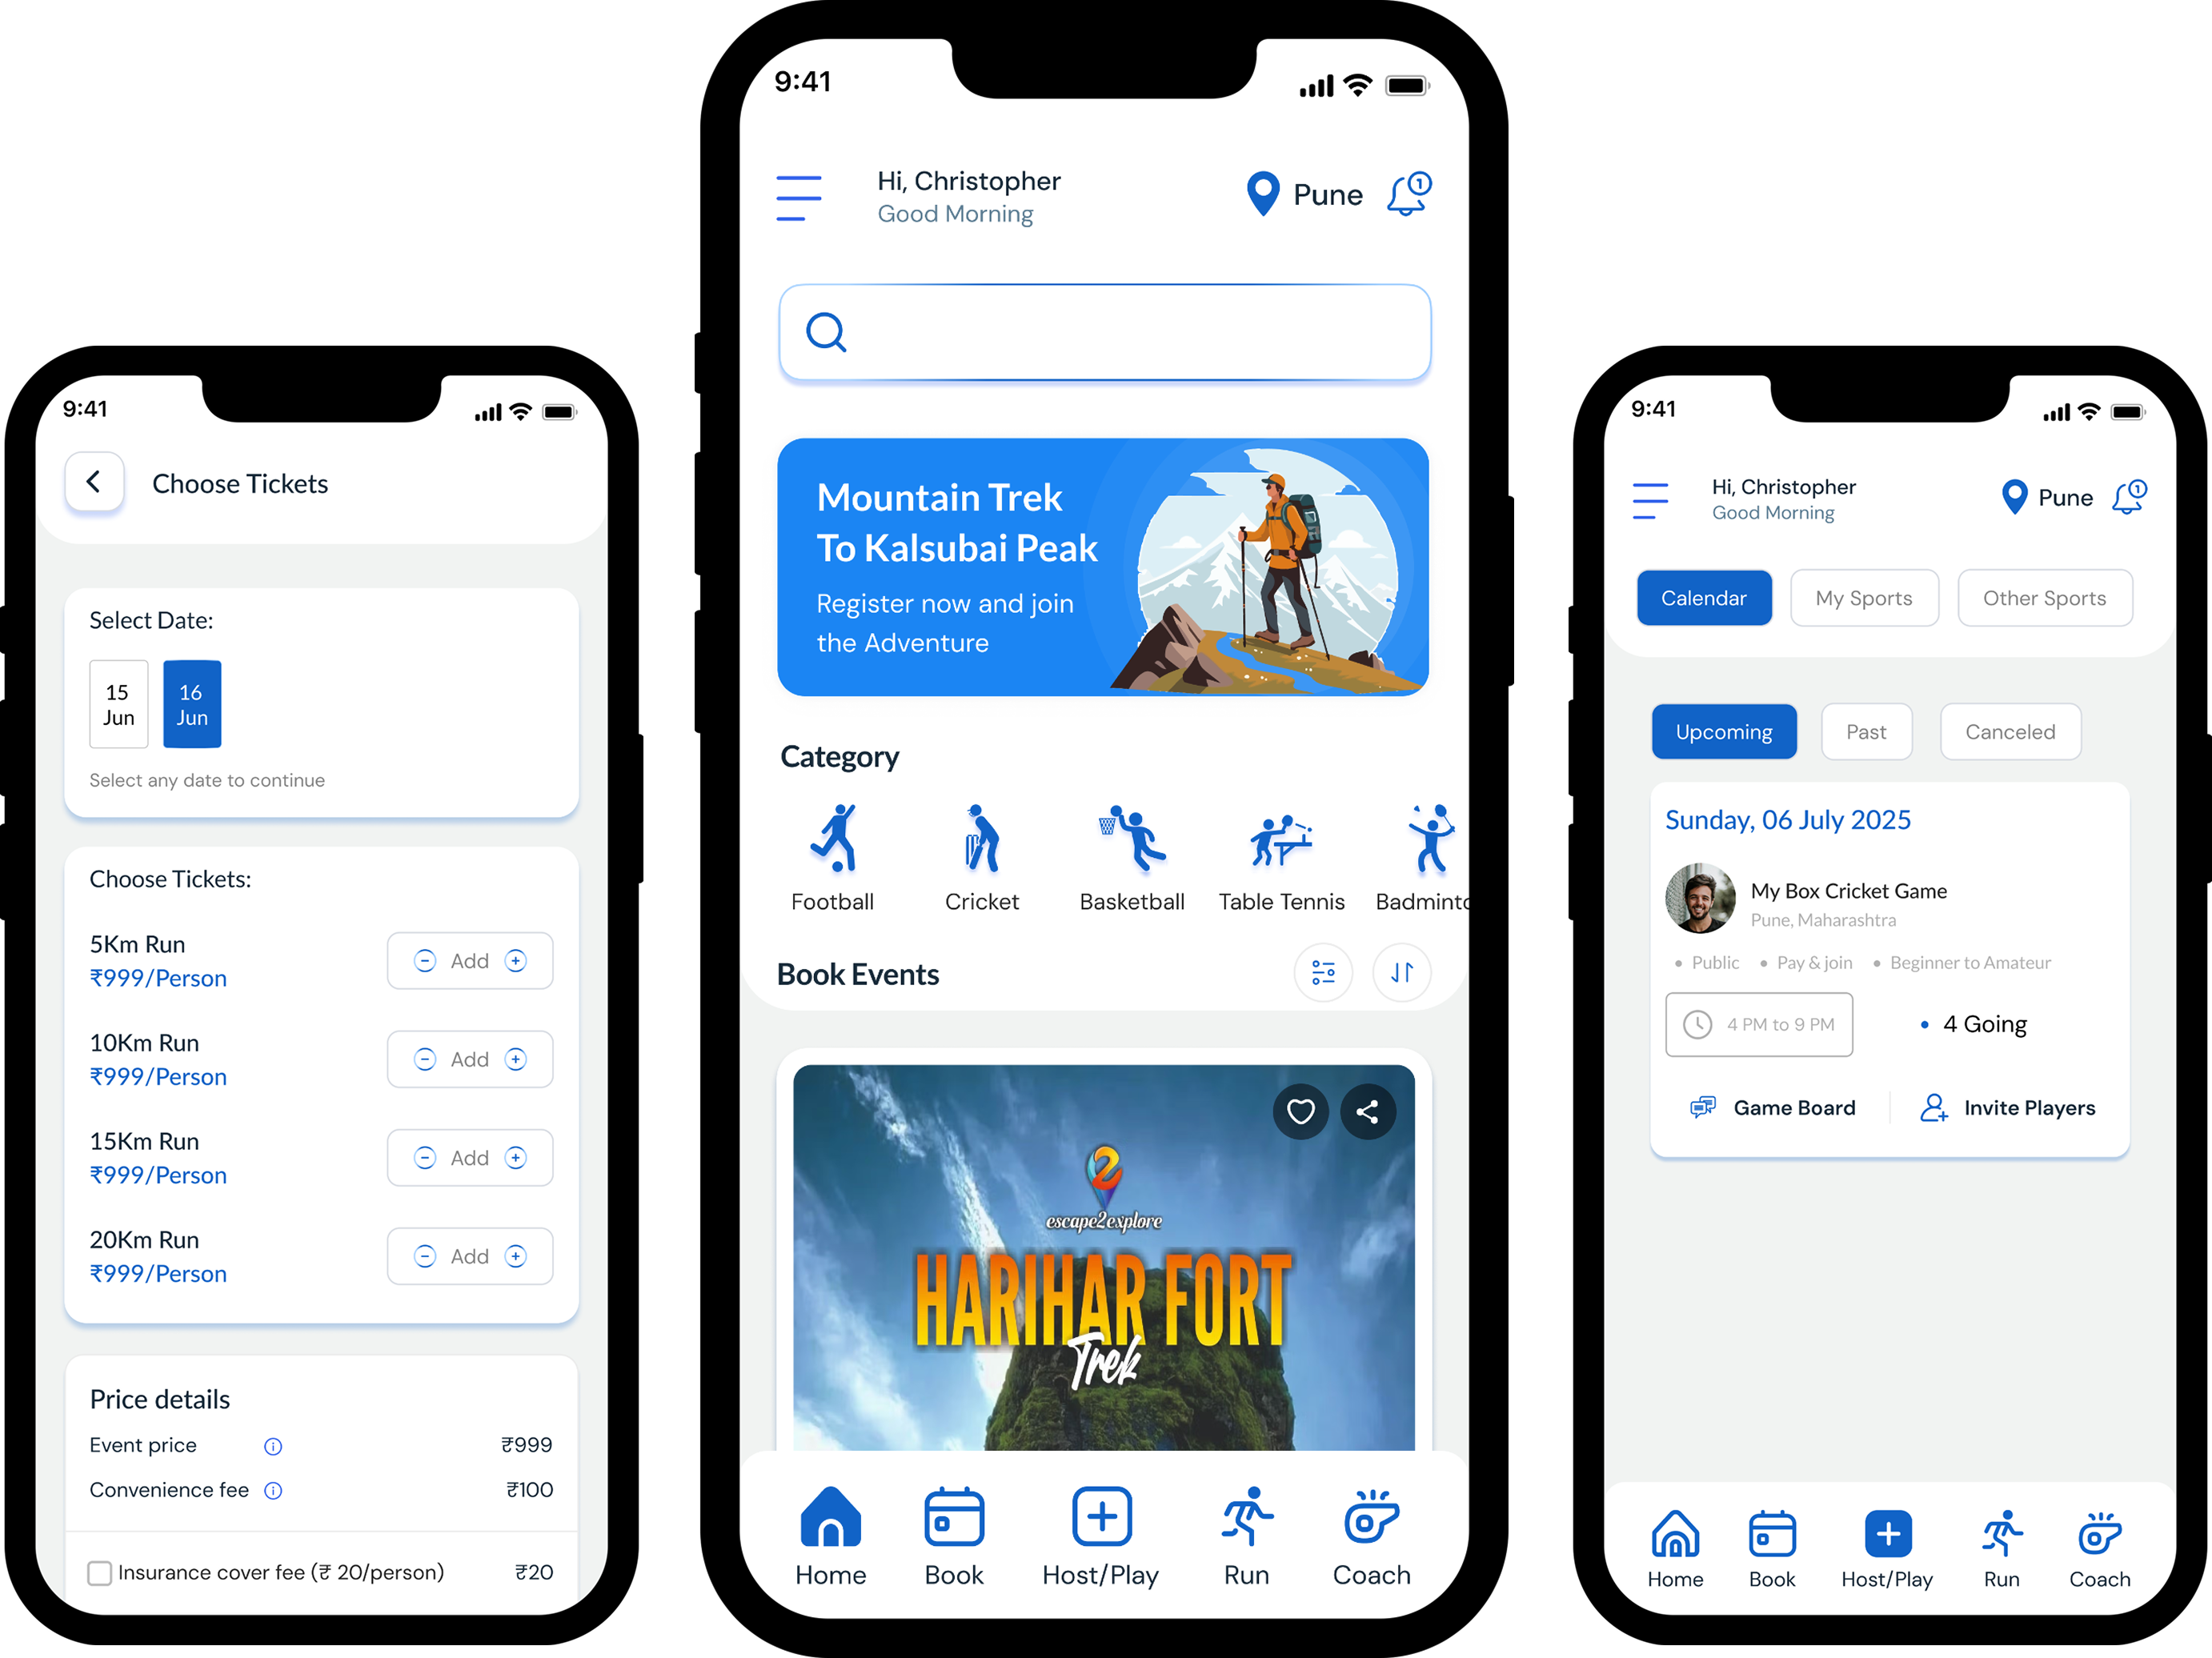 9:41
Choose Tickets
Select Date:
15
Jun
16
Jun
Select any date to continue
Choose Tickets:
5Km Run
₹999/Person
Add
10Km Run
₹999/Person
Add
15Km Run
₹999/Person
Add
20Km Run
₹999/Person
Add
Price details
Event price ₹999
Convenience fee ₹100
Insurance cover fee (₹ 20/person) ₹20
9:41
Hi, Christopher
Good Morning
Pune
1
Mountain Trek
To Kalsubai Peak
Register now and join
the Adventure
Category
Football Cricket Basketball Table Tennis Badminto
Book Events
2
escape2explore
HARIHAR FORT
Trek
Home Book Host/Play Run Coach
9:41
Hi, Christopher
Good Morning
Pune
1
Calendar My Sports Other Sports
Upcoming Past Canceled
Sunday, 06 July 2025
My Box Cricket Game
Pune, Maharashtra
• Public • Pay & join • Beginner to Amateur
4 PM to 9 PM • 4 Going
Game Board Invite Players
Home Book Host/Play Run Coach